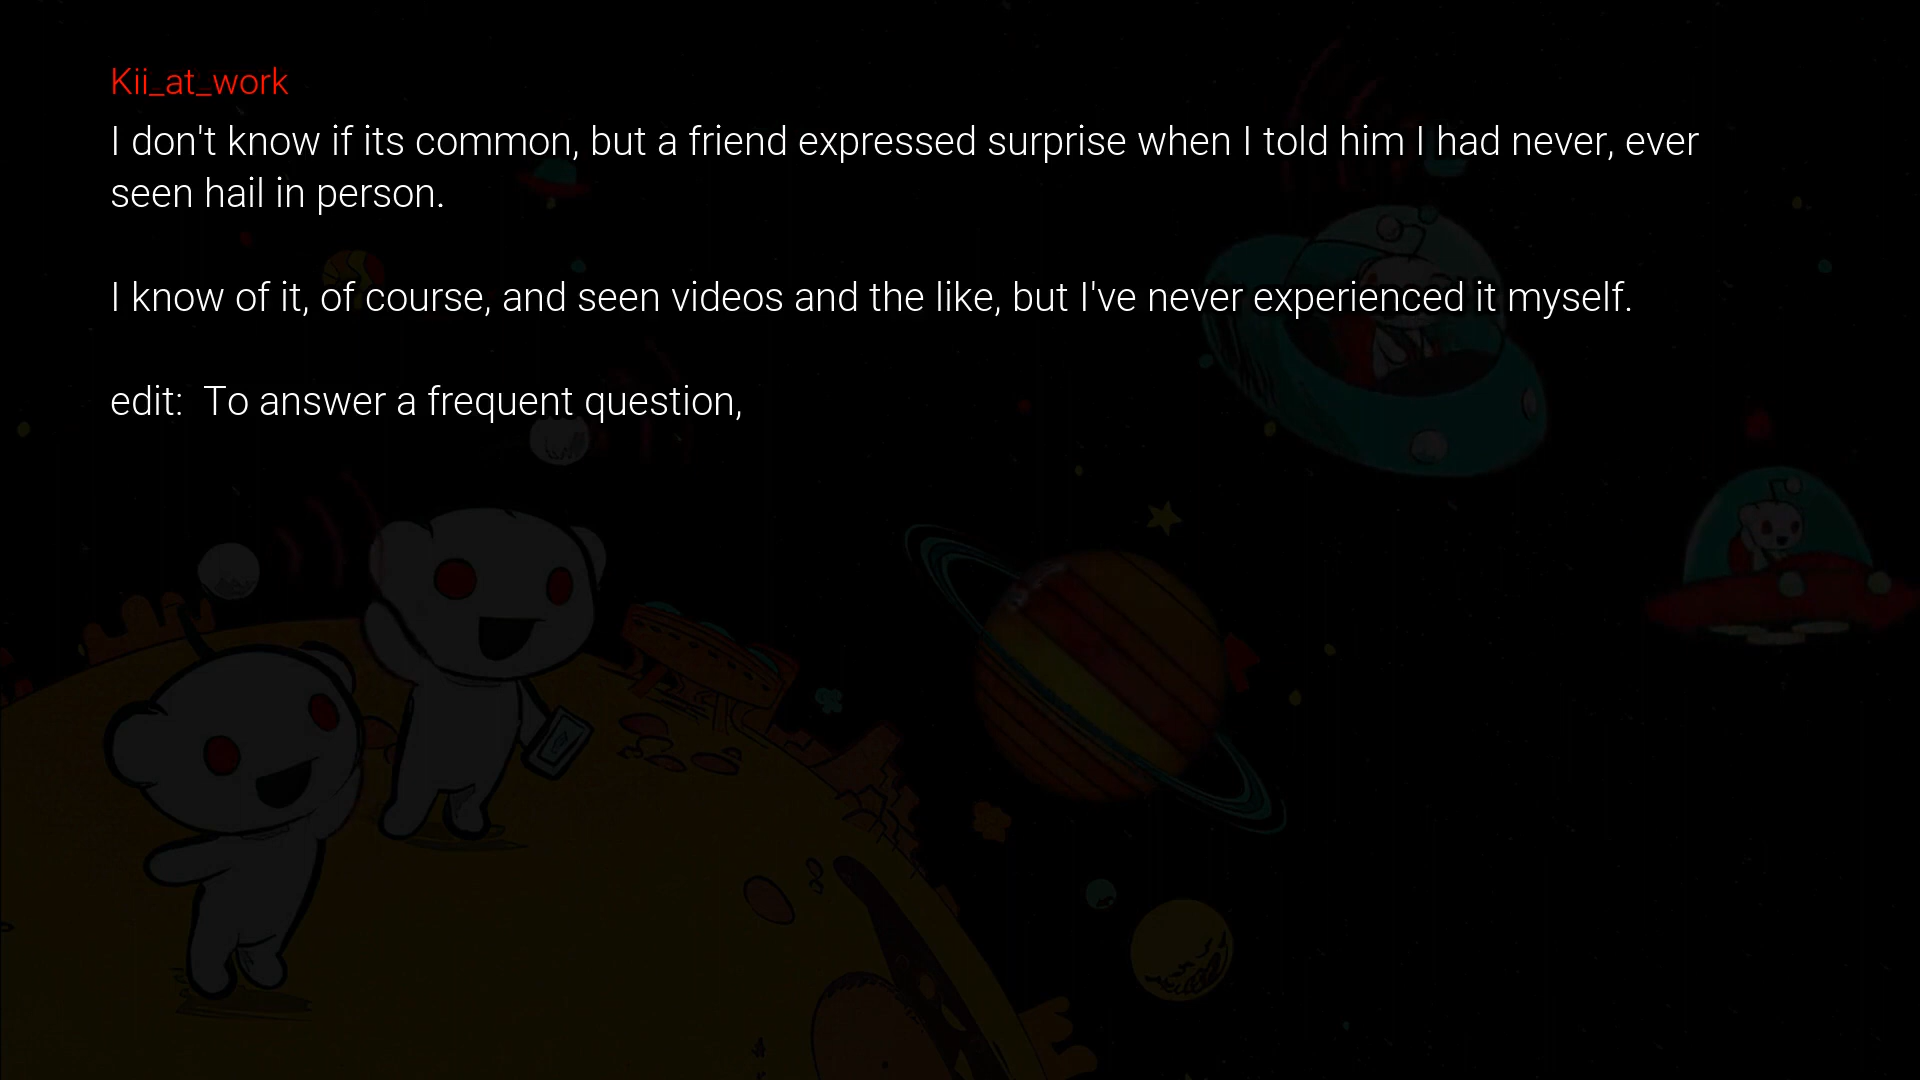 Kii_at_work
I don't know if its common, but a friend expressed surprise when I told him I had never, ever
seen hail in person.
I know of it, of course, and seen videos and the like, but I've never experienced it myself.
edit:  To answer a frequent question,